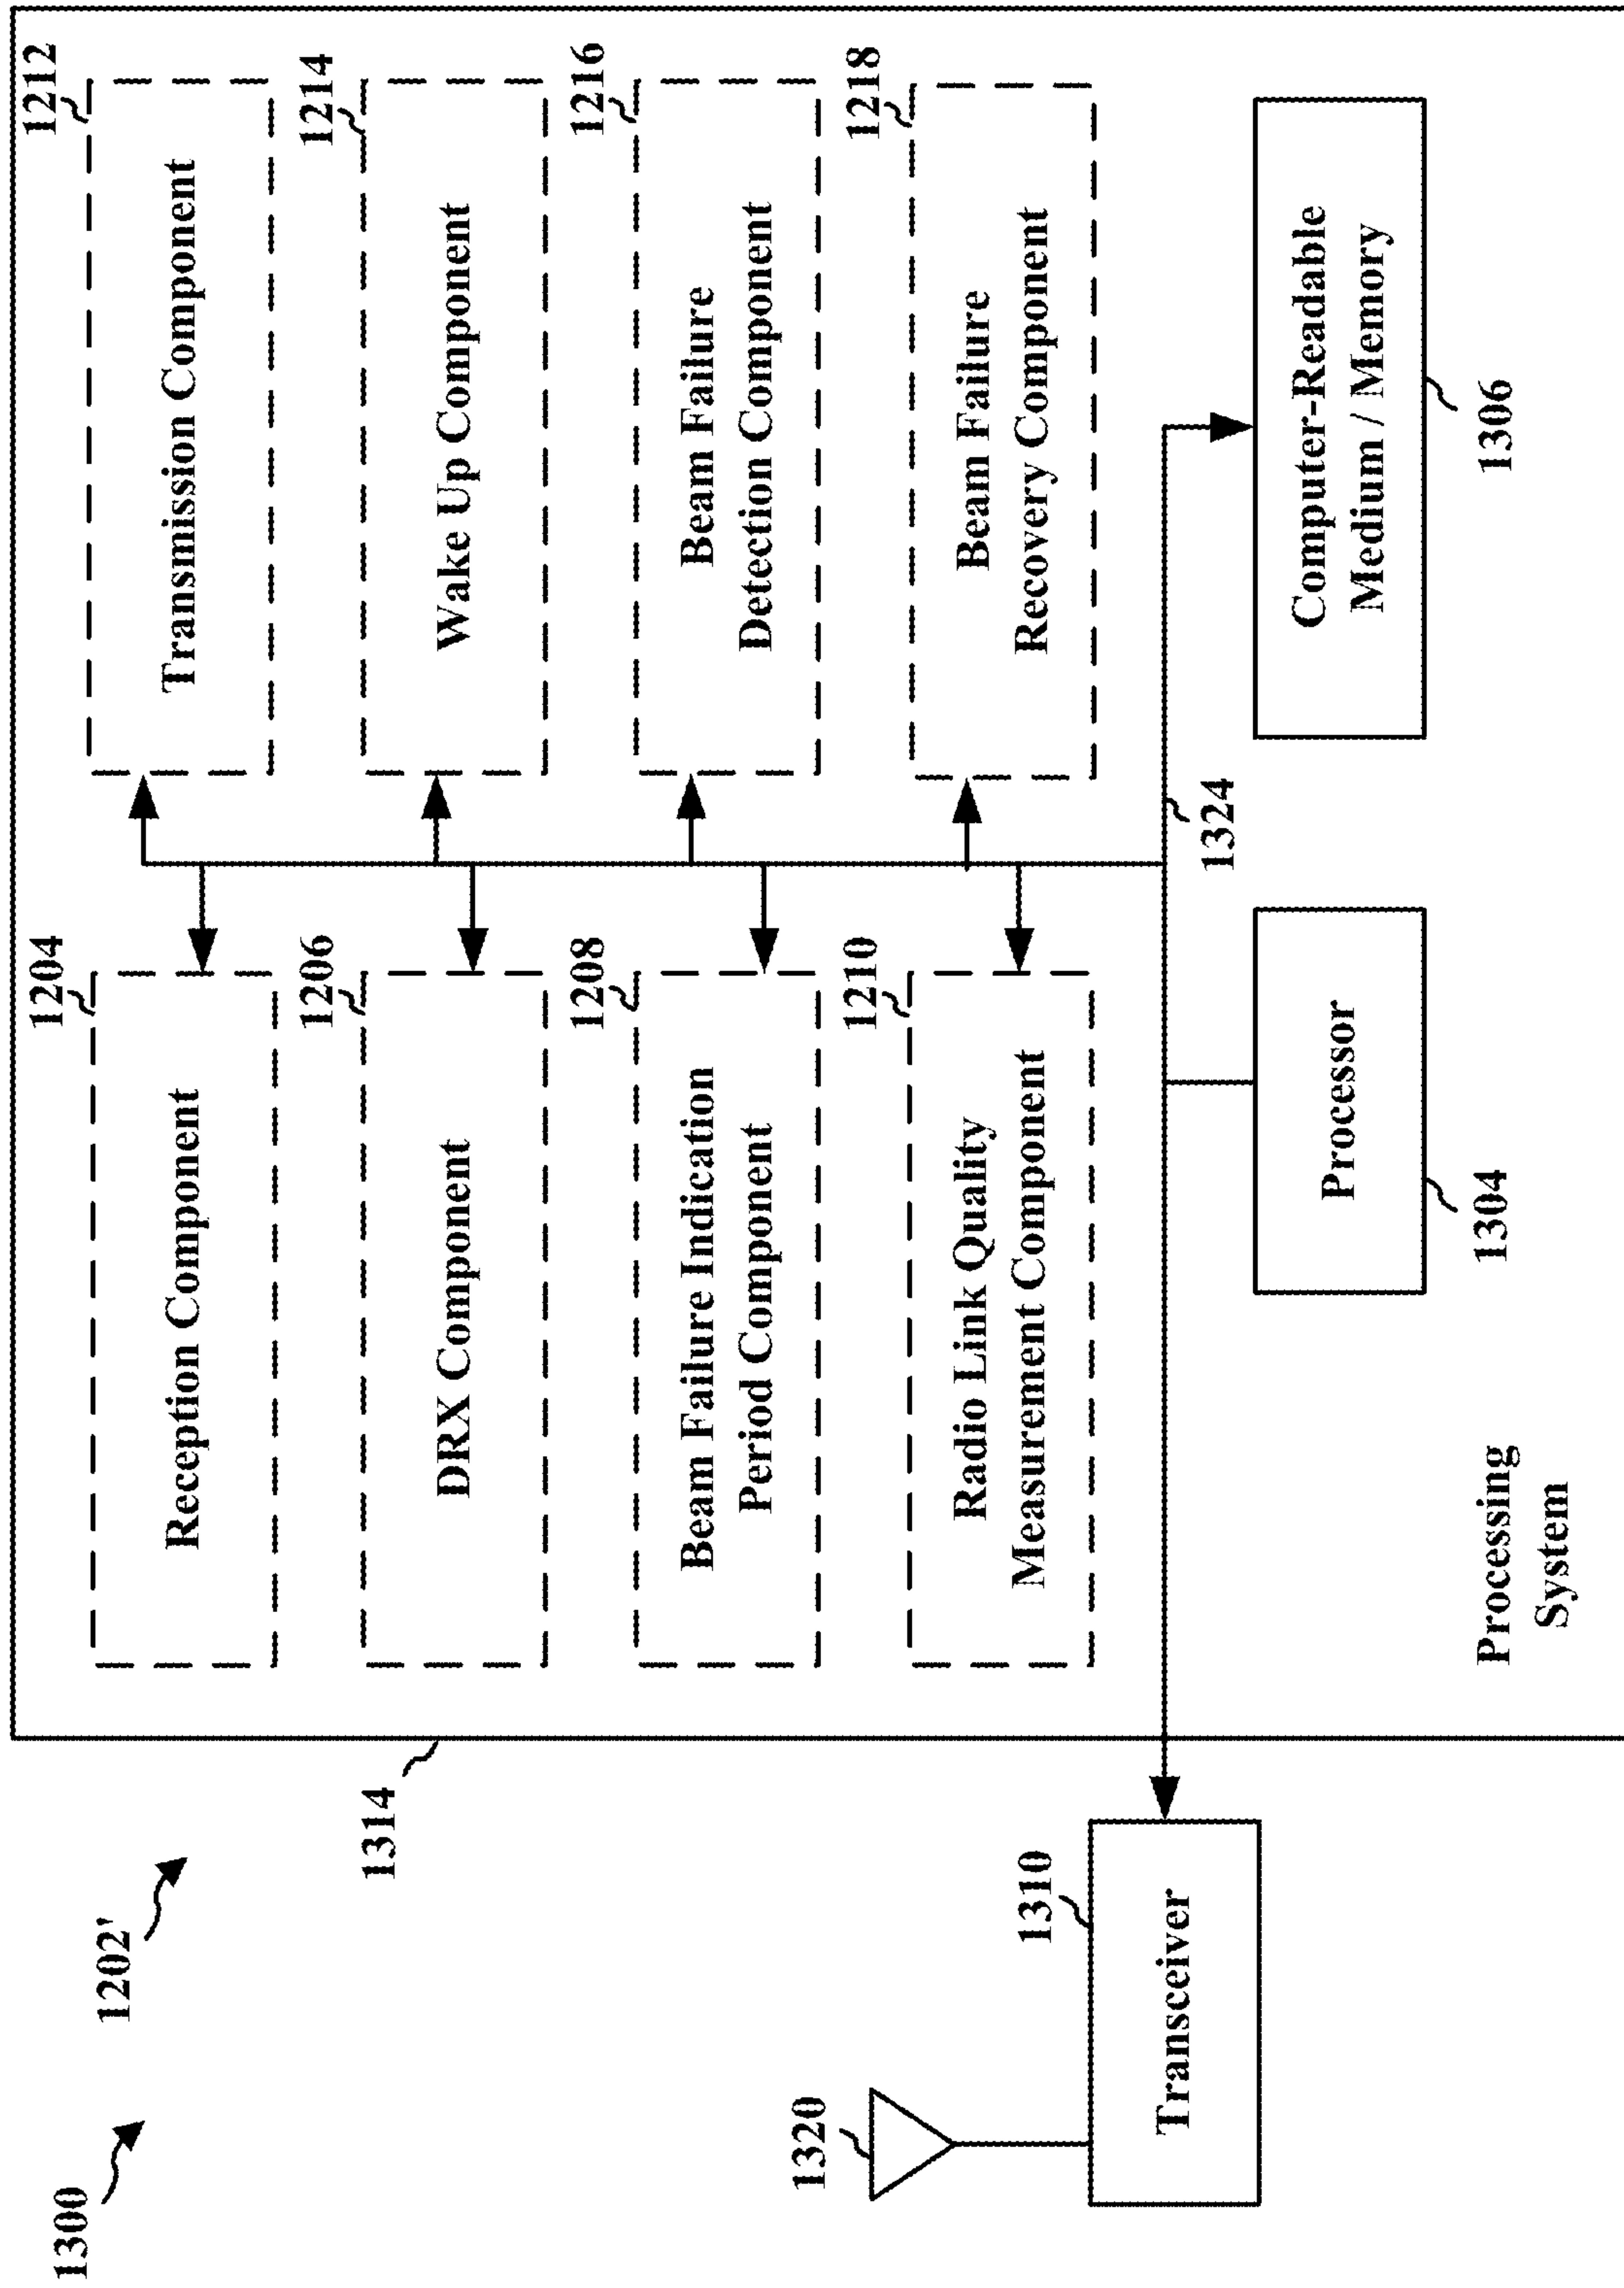 1300
1202'
1314
1204
Reception Component
1212
Transmission Component
1206
DRX Component
1214
Wake Up Component
1208
Beam Failure Indication
Period Component
1216
Beam Failure
Detection Component
1210
Radio Link Quality
Measurement Component
1218
Beam Failure
Recovery Component
1320
1310
Transceiver
1324
Processor
1304
Computer-Readable
Medium / Memory
1306
Processing
System